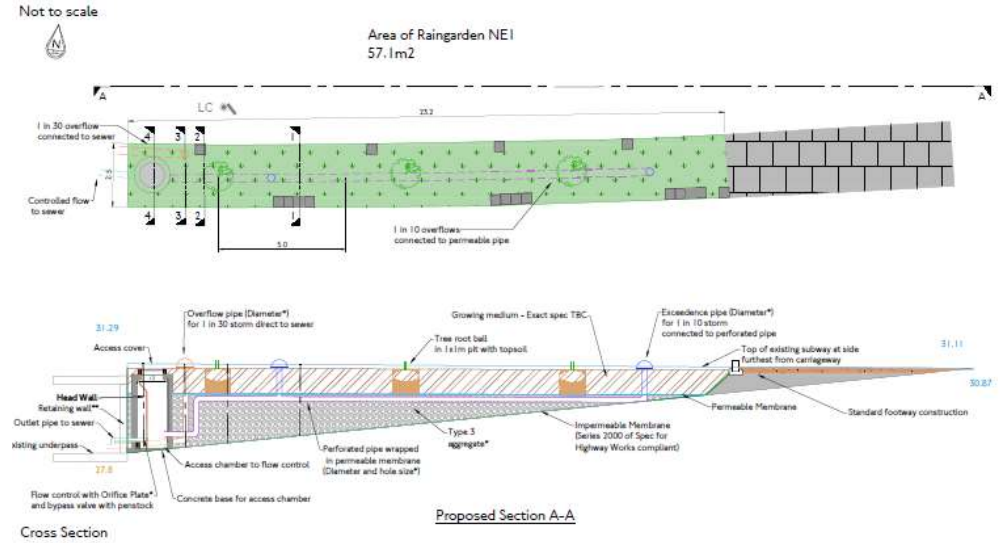 Not to scale
N
Area of Raingarden NE1
57.1m2
A
A
LC
23.2
1 in 30 overflow
connected to sewer
4
3
2
1
2.5
Controlled flow
to sewer
4
3
2
1
5.0
1 in 10 overflows
connected to permeable pipe
Overflow pipe (Diameter*)
for 1 in 30 storm direct to sewer
Growing medium - Exact spec TBC
Exceedence pipe (Diameter*)
for 1 in 10 storm
connected to perforated pipe
31.29
Access cover
Tree root ball
in 1x1m pit with topsoil
Top of existing subway at side
furthest from carriageway
31.11
30.87
Head Wall
Retaining wall**
Outlet pipe to sewer
xisting underpass
27.8
Access chamber to flow control
Perforated pipe wrapped
in permeable membrane
(Diameter and hole size*)
Type 3
aggregate*
Impermeable Membrane
(Series 2000 of Spec for
Highway Works compliant)
Permeable Membrane
Standard footway construction
Flow control with Orifice Plate*
and bypass valve with penstock
Concrete base for access chamber
Proposed Section A-A
Cross Section